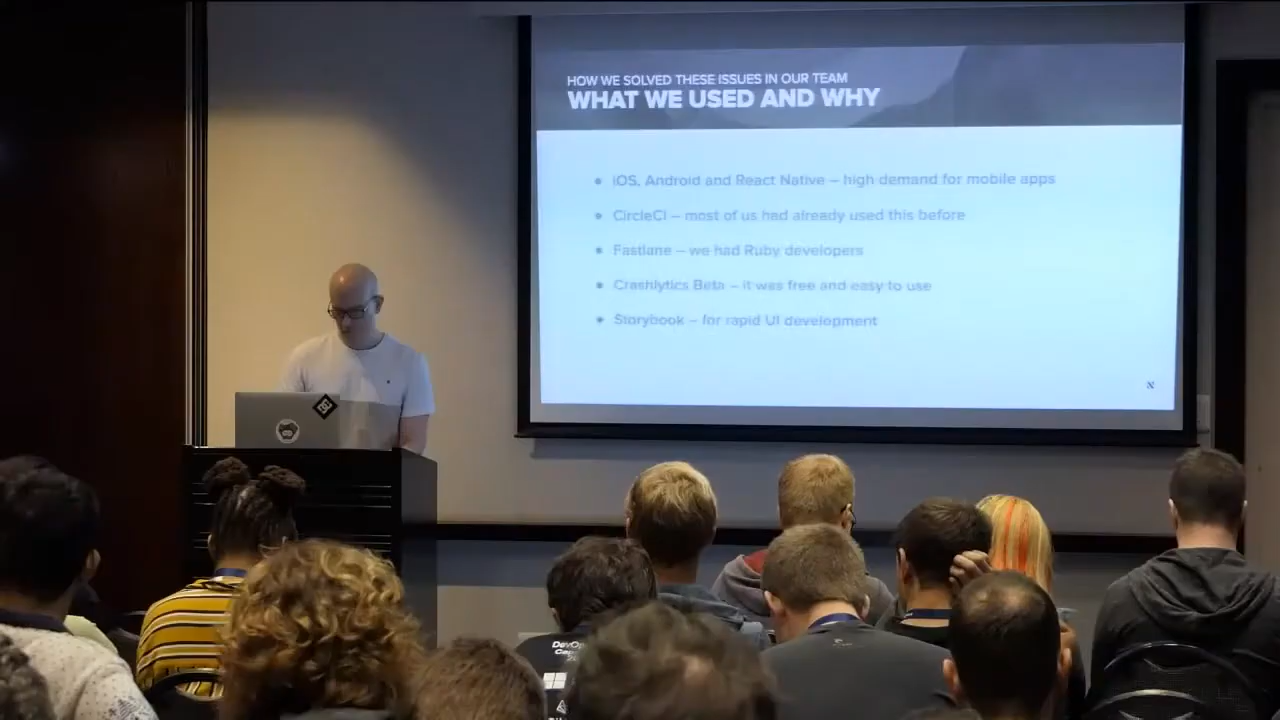 HOW WE SOLVED THESE ISSUES IN OUR TEAM
WHAT WE USED AND WHY
• iOS, Android and React Native – high demand for mobile apps
• CircleCI – most of us had already used this before
• Fastlane – we had Ruby developers
• Crashlytics Beta – it was free and easy to use
• Storybook – for rapid UI development
N
DC